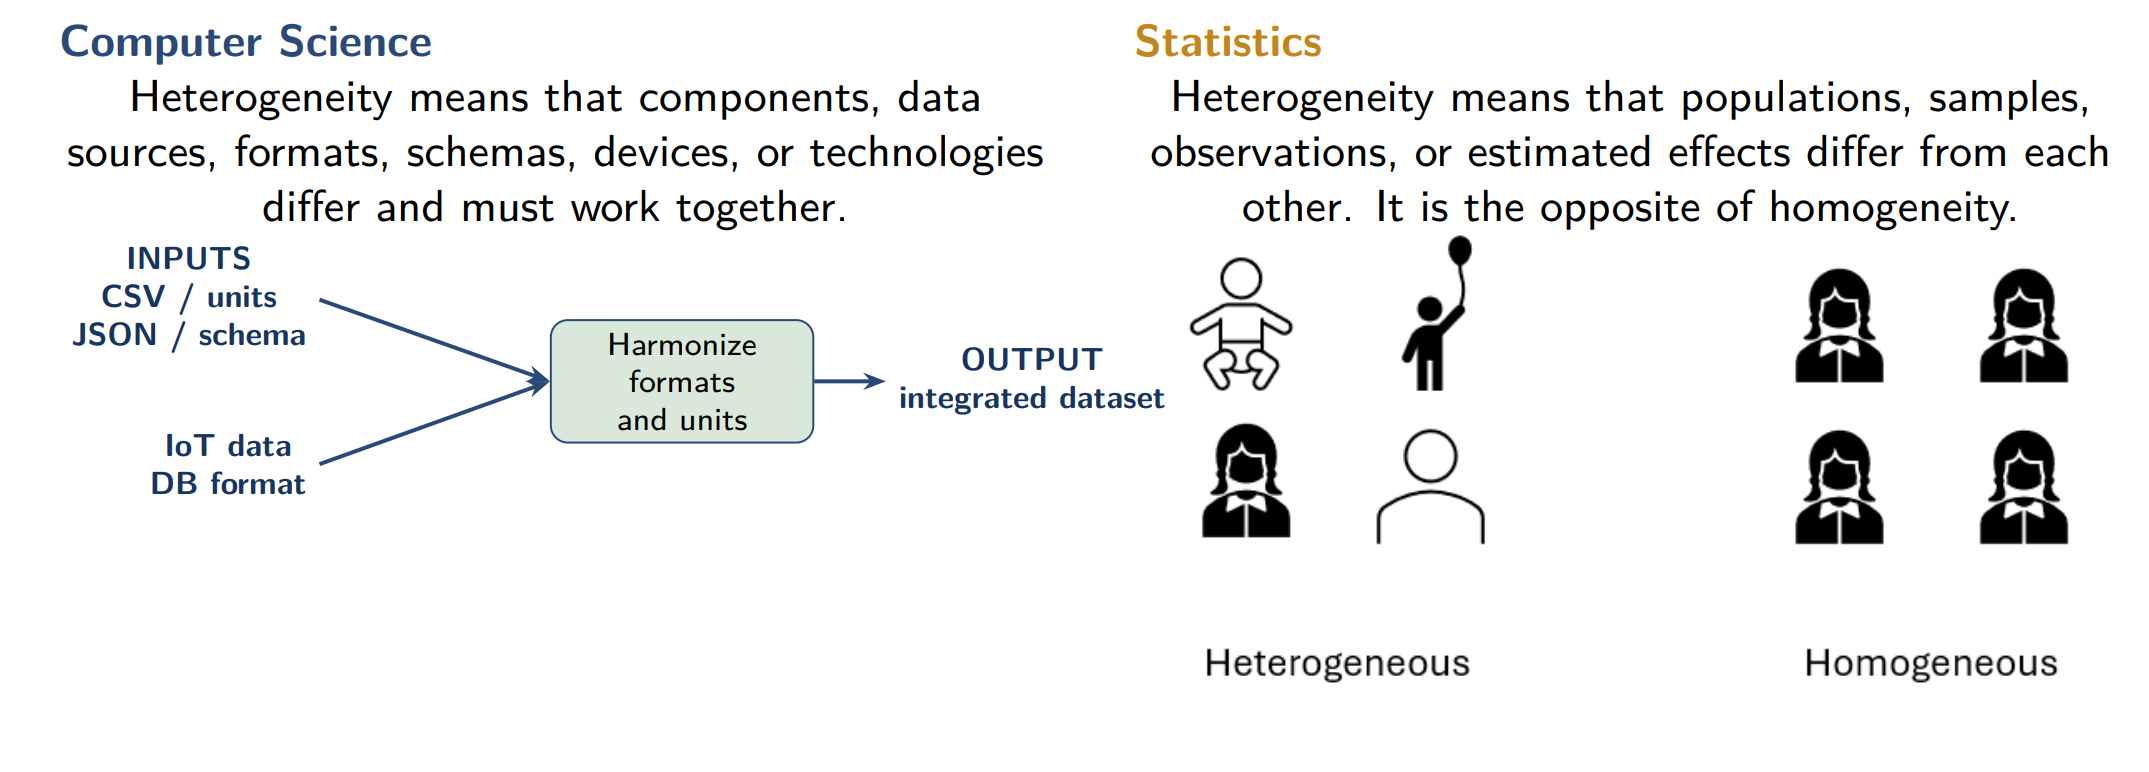 Computer Science
Heterogeneity means that components, data
sources, formats, schemas, devices, or technologies
differ and must work together.
INPUTS
CSV / units
JSON / schema
IoT data
DB format
Harmonize
formats
and units
OUTPUT
integrated dataset
Statistics
Heterogeneity means that populations, samples,
observations, or estimated effects differ from each
other. It is the opposite of homogeneity.
Heterogeneous
Homogeneous